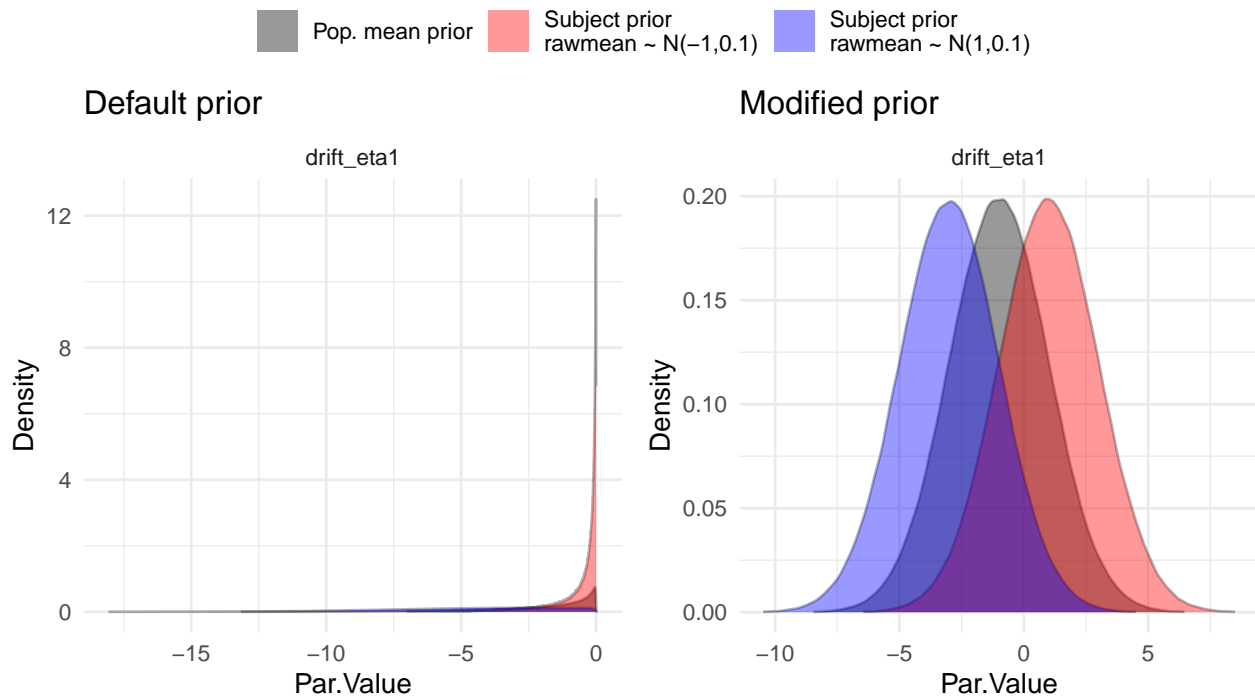 Pop. mean prior
Subject prior
rawmean ~ N(−1,0.1)
Subject prior
rawmean ~ N(1,0.1)
Default prior
drift_eta1
12
8
4
0
Density
−15
−10
−5
0
Par.Value
Modified prior
drift_eta1
0.20
0.15
0.10
0.05
0.00
Density
−10
−5
0
5
Par.Value